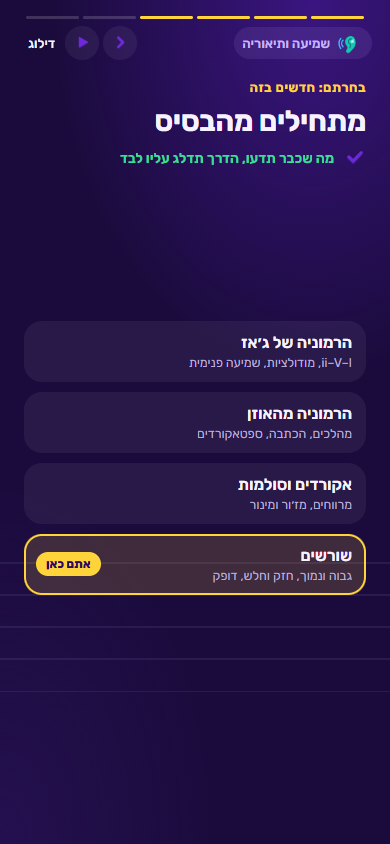 שמיעה ותיאוריה
דילוג
בחרתם: חדשים בזה
מתחילים מהבסיס
מה שכבר תדעו, הדרך תדלג עליו לבד
הרמוניה של ג׳אז
ii–V–I, מודולציות, שמיעה פנימית
הרמוניה מהאוזן
מהלכים, הכתבה, ספטאקורדים
אקורדים וסולמות
מרווחים, מז׳ור ומינור
שורשים
אתם כאן
גבוה ונמוך, חזק וחלש, דופק